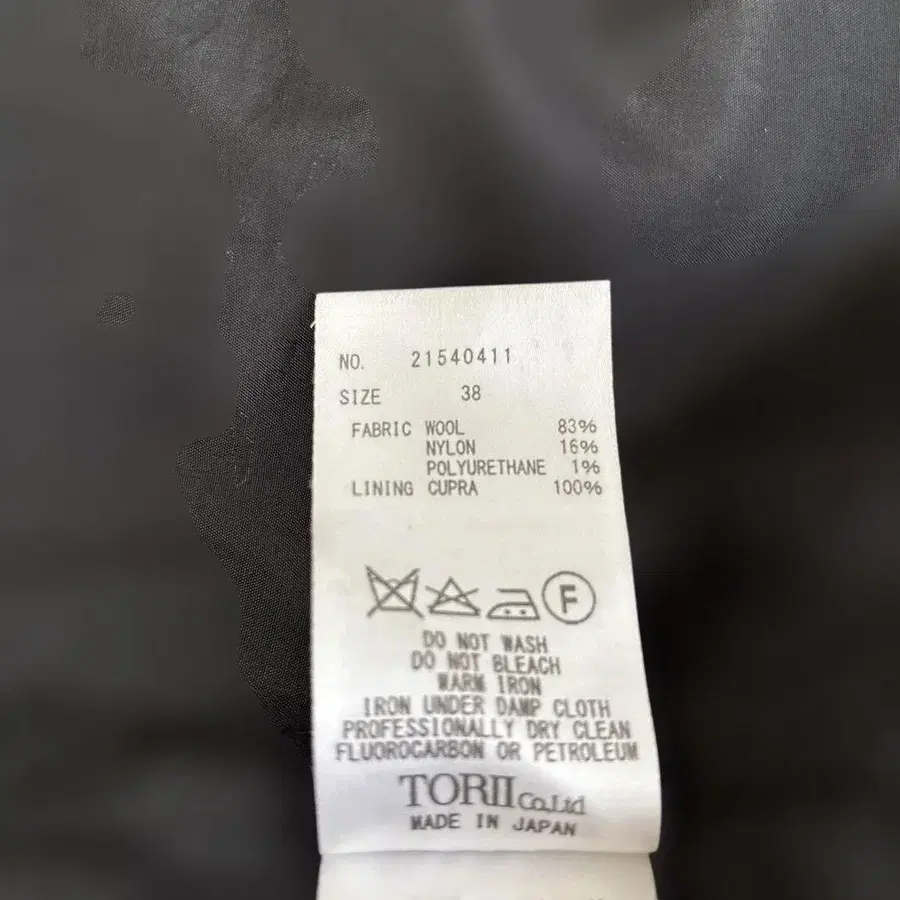 NO. 21540411
SIZE 38
FABRIC WOOL 83%
NYLON 16%
POLYURETHANE 1%
LINING CUPRA 100%
F
DO NOT WASH
DO NOT BLEACH
WARM IRON
IRON UNDER DAMP CLOTH
PROFESSIONALLY DRY CLEAN
FLUOROCARBON OR PETROLEUM
TORII Co,Ltd
MADE IN JAPAN